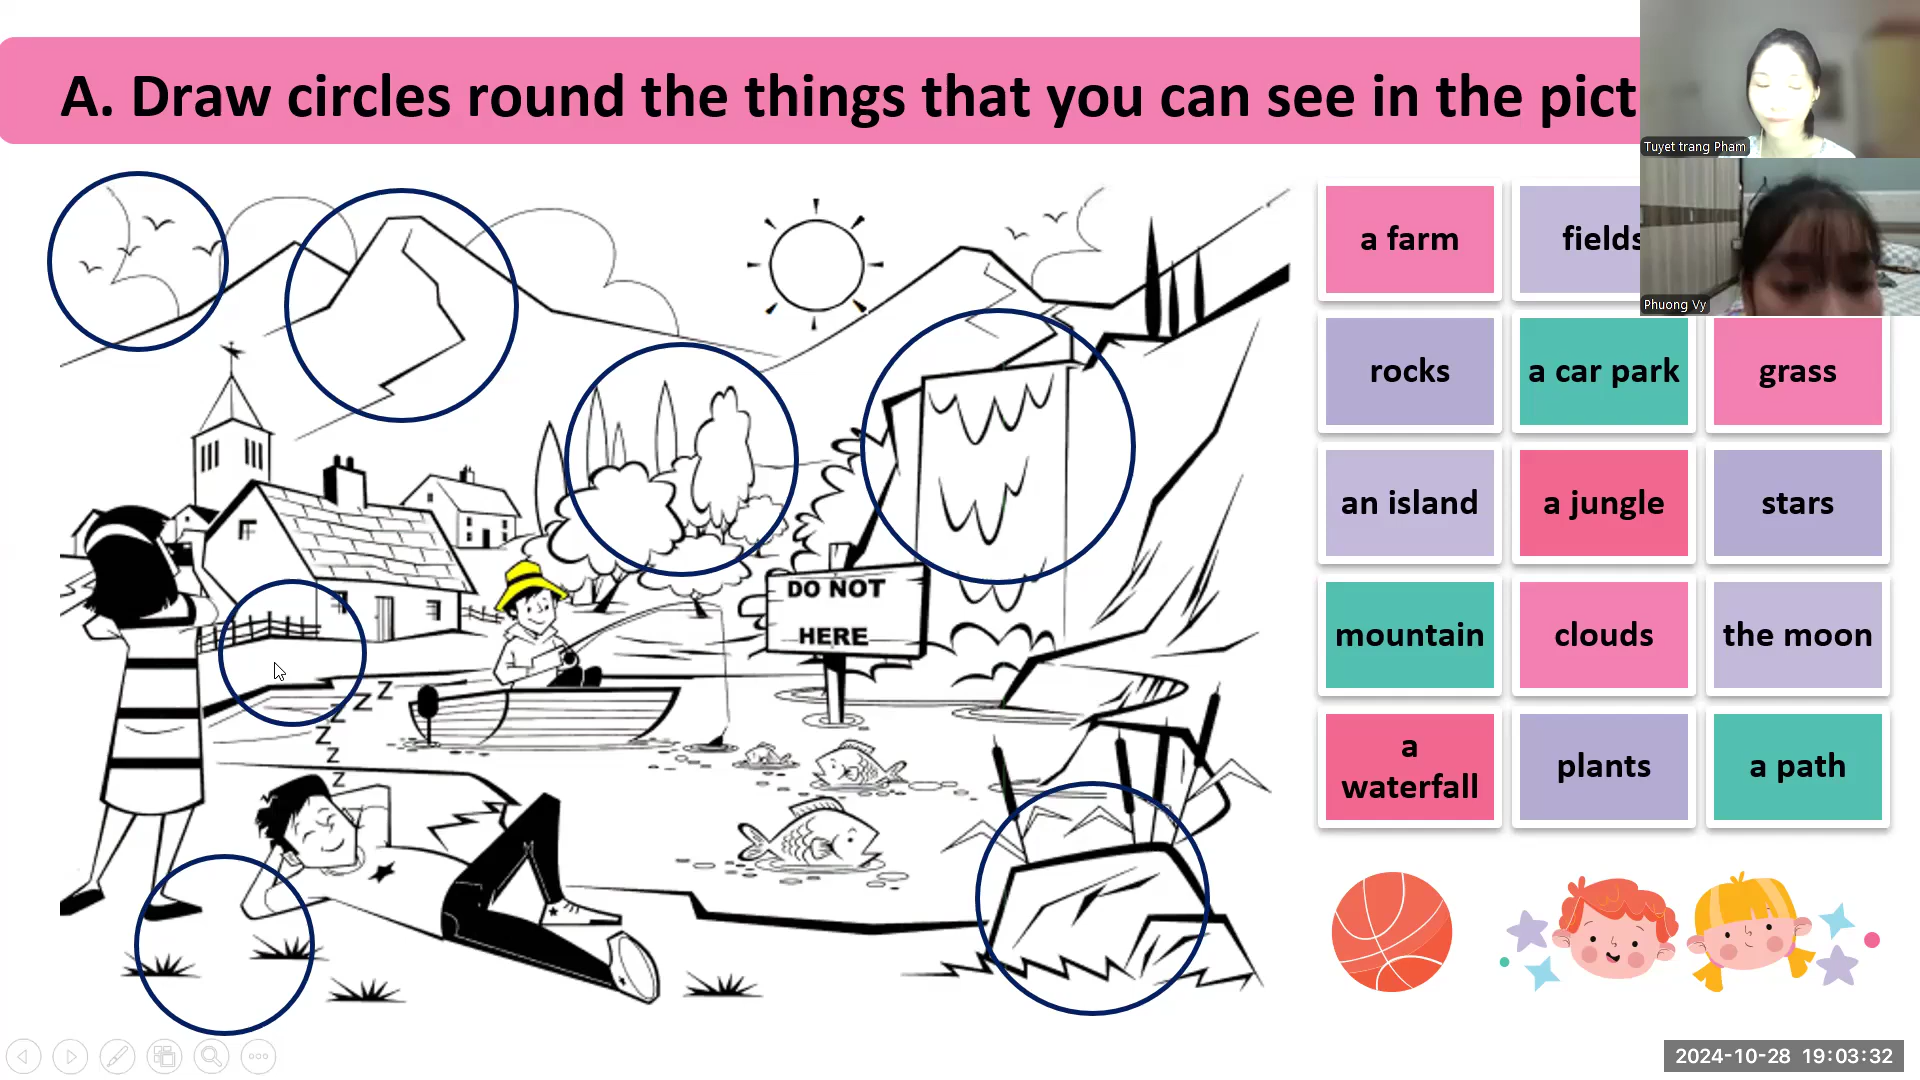 A. Draw circles round the things that you can see in the pict
Tuyet trang Pham
Phuong Vy
a farm
fields
rocks
a car park
grass
an island
a jungle
stars
mountain
clouds
the moon
a
waterfall
plants
a path
DO NOT
HERE
Z
Z
Z
Z
Z
Z
2024-10-28 19:03:32